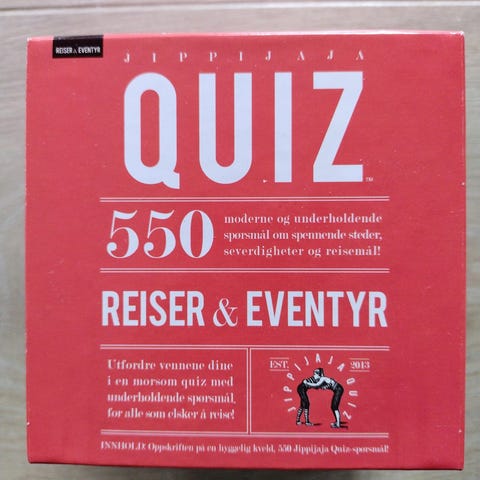 REISER & EVENTYR
JIPPIJAJA
QUIZ™
550
moderne og underholdende
spørsmål om spennende steder,
severdigheter og reisemål!
REISER & EVENTYR
Utfordre vennene dine
i en morsom quiz med
underholdende spørsmål,
for alle som elsker å reise!
EST. 2013
JIPPIJAJA QUIZ
INNHOLD: Oppskriften på en hyggelig kveld, 550 Jippijaja Quiz-spørsmål!